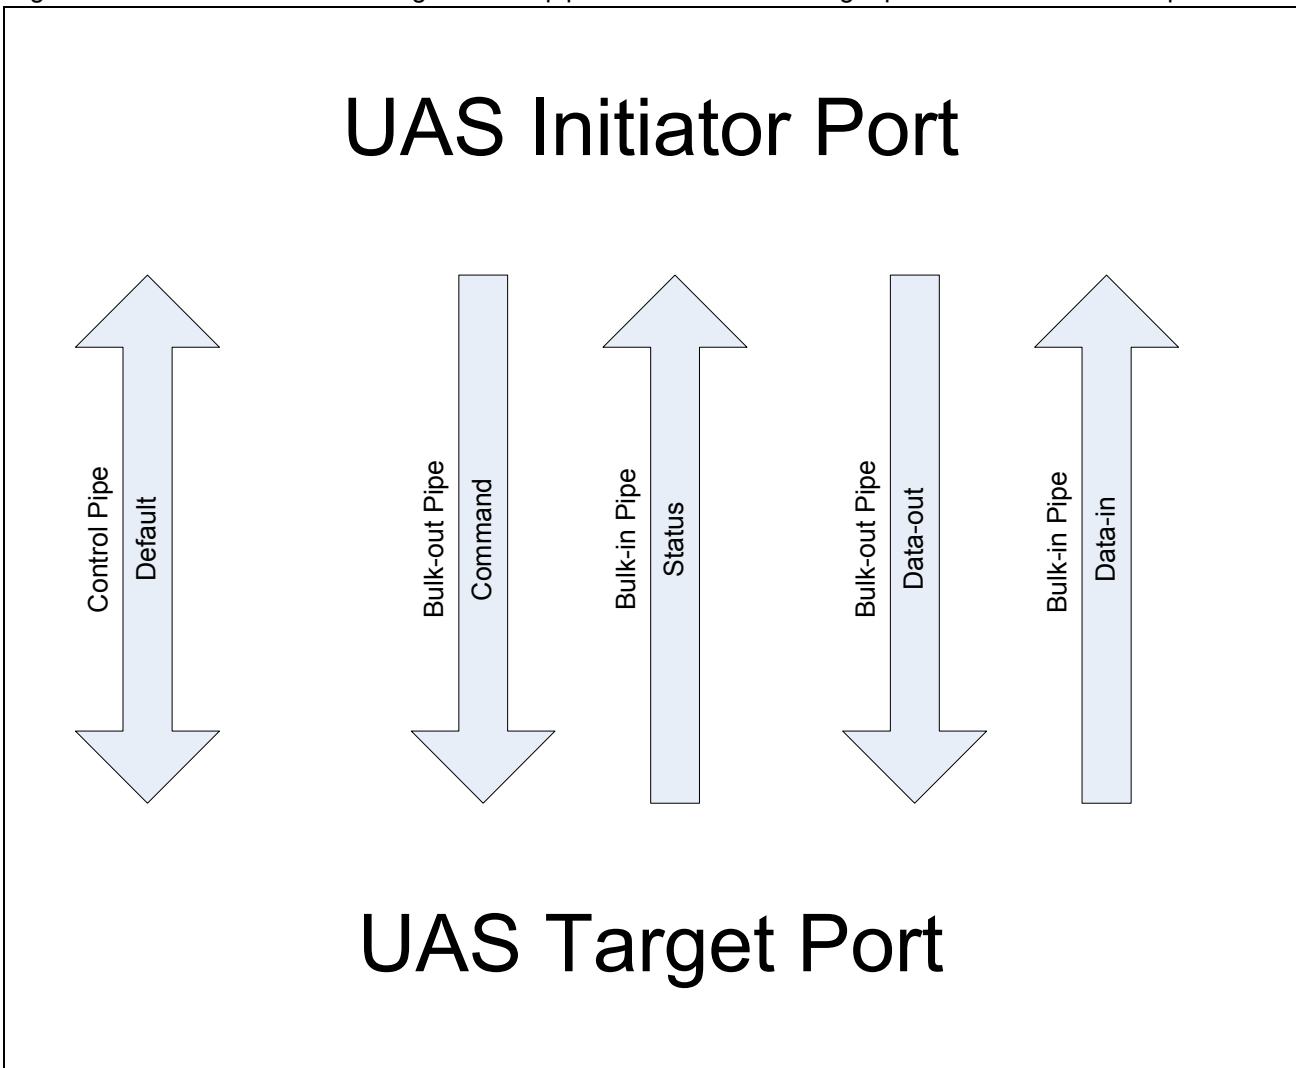 UAS Initiator Port
Control Pipe
Default
Bulk-out Pipe
Command
Bulk-in Pipe
Status
Bulk-out Pipe
Data-out
Bulk-in Pipe
Data-in
UAS Target Port